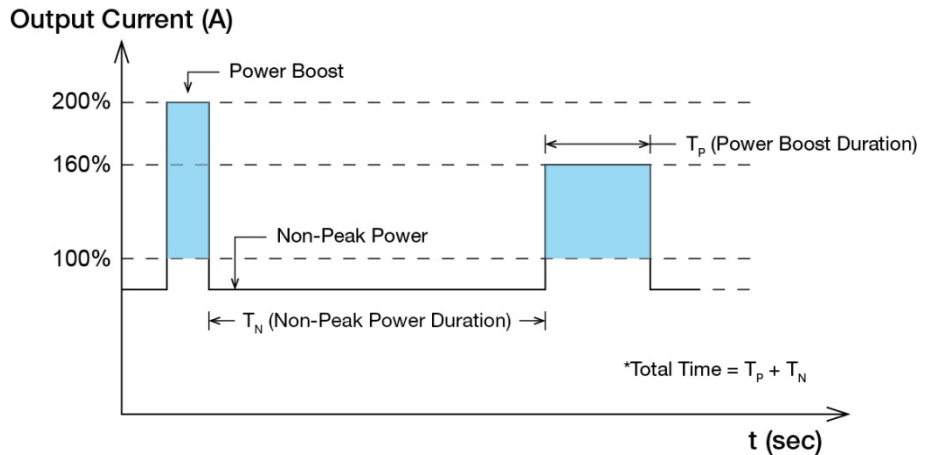 Output Current (A)
Power Boost
200%
T_P (Power Boost Duration)
160%
Non-Peak Power
100%
T_N (Non-Peak Power Duration)
*Total Time = T_P + T_N
t (sec)